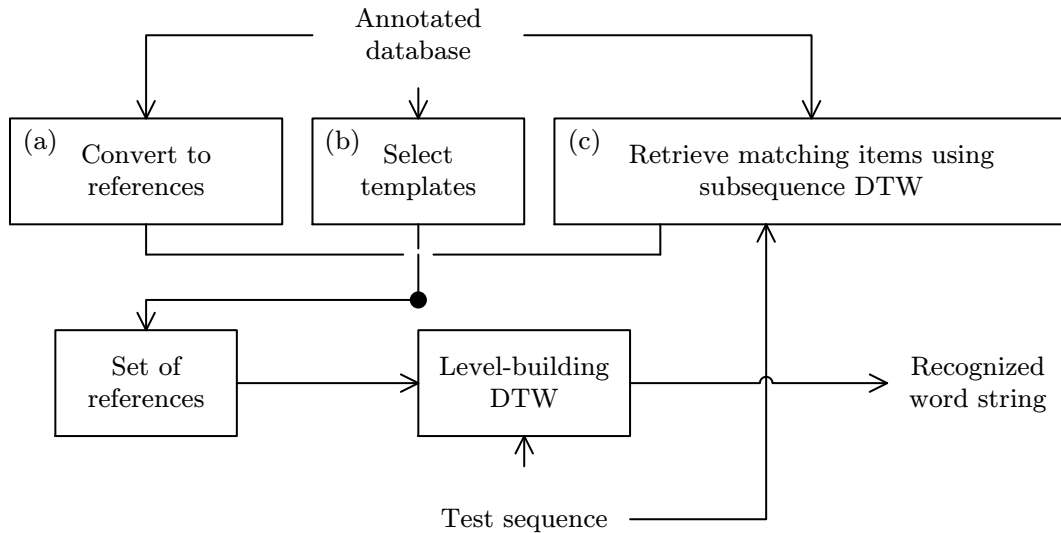 Annotated
database
(a)
Convert to
references
(b)
Select
templates
(c)
Retrieve matching items using
subsequence DTW
Set of
references
Level-building
DTW
Recognized
word string
Test sequence